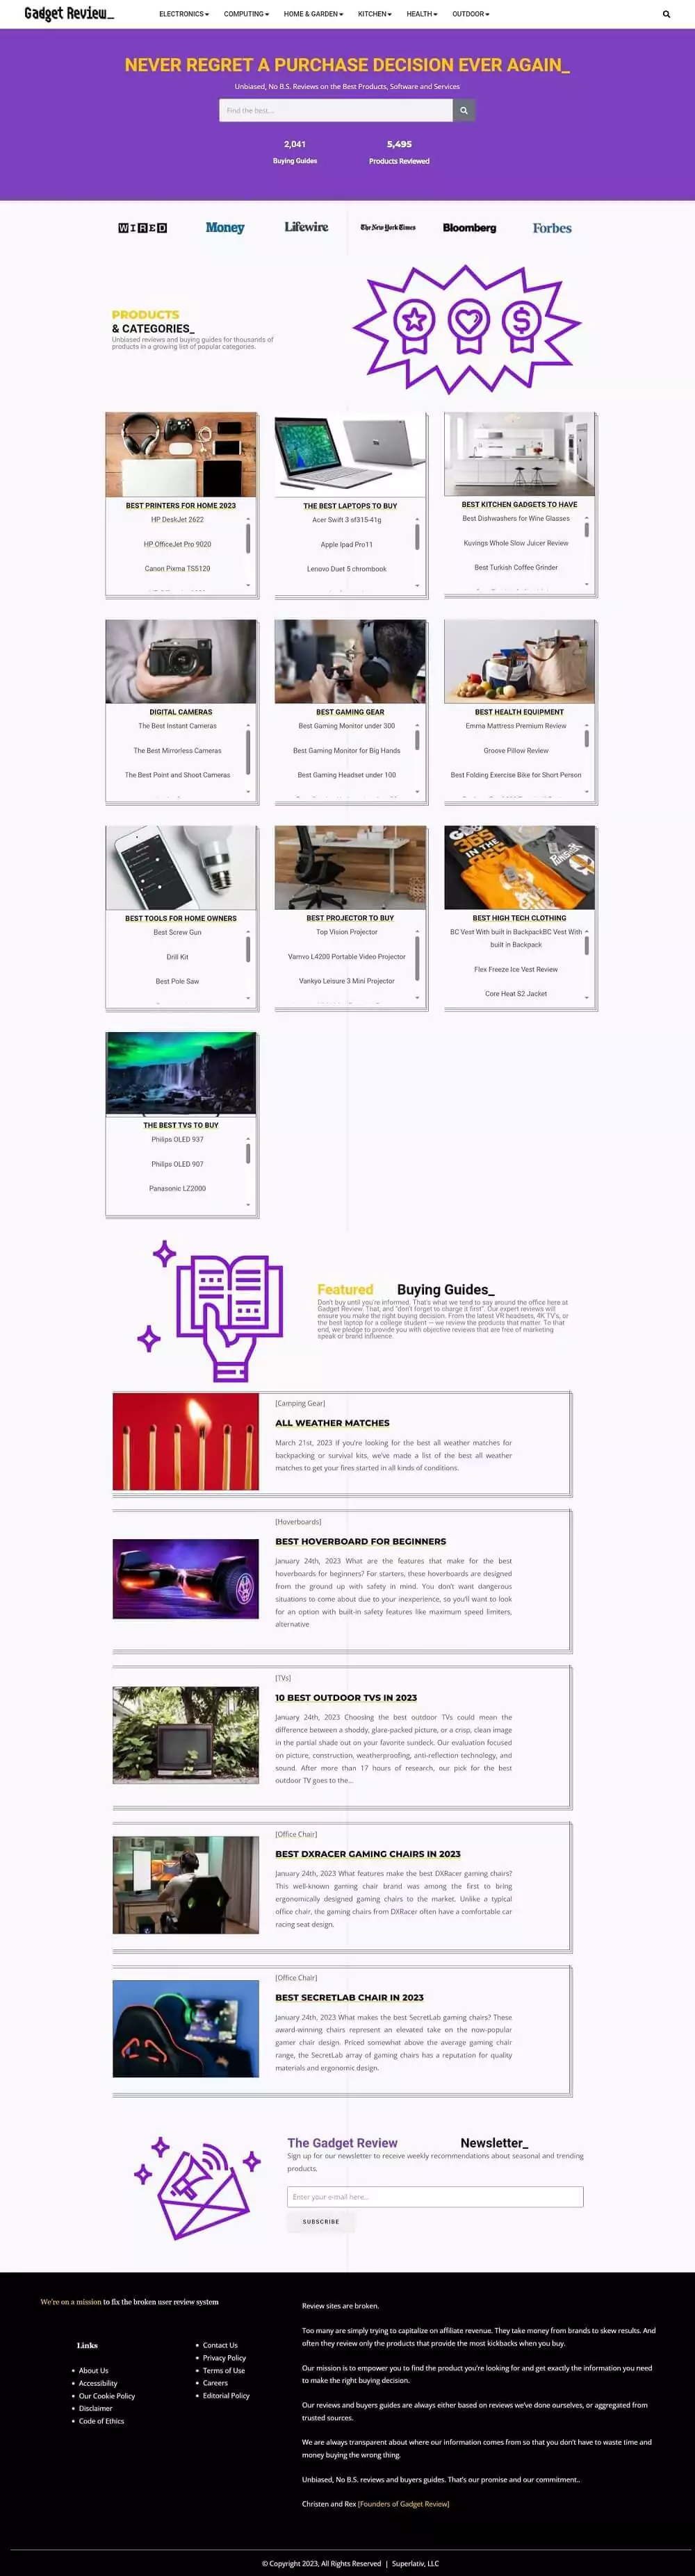 Gadget Review_
ELECTRONICS
COMPUTING
HOME & GARDEN
KITCHEN
HEALTH
OUTDOOR
NEVER REGRET A PURCHASE DECISION EVER AGAIN_
Unbiased, No B.S. Reviews on the Best Products, Software and Services
Find the best...
2,041
Buying Guides
5,495
Products Reviewed
WIRED
Money
Lifewire
The New York Times
Bloomberg
Forbes
PRODUCTS
& CATEGORIES_
Unbiased reviews and buying guides for thousands of
products in a growing list of popular categories.
BEST PRINTERS FOR HOME 2023
HP DeskJet 2622
HP OfficeJet Pro 9020
Canon Pixma TS5120
THE BEST LAPTOPS TO BUY
Acer Swift 3 sf315-41g
Apple Ipad Pro11
Lenovo Duet 5 chrombook
BEST KITCHEN GADGETS TO HAVE
Best Dishwashers for Wine Glasses
Kuvings Whole Slow Juicer Review
Best Turkish Coffee Grinder
DIGITAL CAMERAS
The Best Instant Cameras
The Best Mirrorless Cameras
The Best Point and Shoot Cameras
BEST GAMING GEAR
Best Gaming Monitor under 300
Best Gaming Monitor for Big Hands
Best Gaming Headset under 100
BEST HEALTH EQUIPMENT
Emma Mattress Premium Review
Groove Pillow Review
Best Folding Exercise Bike for Short Person
BEST TOOLS FOR HOME OWNERS
Best Screw Gun
Drill Kit
Best Pole Saw
BEST PROJECTOR TO BUY
Top Vision Projector
Vamvo L4200 Portable Video Projector
Vankyo Leisure 3 Mini Projector
BEST HIGH TECH CLOTHING
BC Vest With built in BackpackBC Vest With
built in Backpack
Flex Freeze Ice Vest Review
Core Heat S2 Jacket
THE BEST TVS TO BUY
Philips OLED 937
Philips OLED 907
Panasonic LZ2000
Featured Buying Guides_
Don't buy until you're informed. That's what we tend to say around the office here at
Gadget Review. That, and "don't forget to charge it first". Our expert reviews will
ensure you make the right buying decision. From the latest VR headsets, 4K TV's, or
the best laptop for a college student — we review the products that matter. To that
end, we pledge to provide you with objective reviews that are free of marketing
speak or brand influence.
[Camping Gear]
ALL WEATHER MATCHES
March 21st, 2023 If you're looking for the best all weather matches for
backpacking or survival kits, we've made a list of the best all weather
matches to get your fires started in all kinds of conditions.
[Hoverboards]
BEST HOVERBOARD FOR BEGINNERS
January 24th, 2023 What are the features that make for the best
hoverboards for beginners? For starters, these hoverboards are designed
from the ground up with safety in mind. You don't want dangerous
situations to come about due to your inexperience, so you'll want to look
for an option with built-in safety features like maximum speed limiters,
alternative
[TVs]
10 BEST OUTDOOR TVS IN 2023
January 24th, 2023 Choosing the best outdoor TVs could mean the
difference between a shoddy, glare-packed picture, or a crisp, clean image
in the partial shade out on your favorite sundeck. Our evaluation focused
on picture, construction, weatherproofing, anti-reflection technology, and
sound. After more than 17 hours of research, our pick for the best
outdoor TV goes to the...
[Office Chair]
BEST DXRACER GAMING CHAIRS IN 2023
January 24th, 2023 What features make the best DXRacer gaming chairs?
This well-known gaming chair brand was among the first to bring
ergonomically designed gaming chairs to the market. Unlike a typical
office chair, the gaming chairs from DXRacer often have a comfortable car
racing seat design.
[Office Chair]
BEST SECRETLAB CHAIR IN 2023
January 24th, 2023 What makes the best SecretLab gaming chairs? These
award-winning chairs represent an elevated take on the now-popular
gamer chair design. Priced somewhat above the average gaming chair
range, the SecretLab array of gaming chairs has a reputation for quality
materials and ergonomic design.
The Gadget Review Newsletter_
Sign up for our newsletter to receive weekly recommendations about seasonal and trending
products.
Enter your e-mail here...
SUBSCRIBE
We're on a mission to fix the broken user review system
Links
About Us
Accessibility
Our Cookie Policy
Disclaimer
Code of Ethics
Contact Us
Privacy Policy
Terms of Use
Careers
Editorial Policy
Review sites are broken.
Too many are simply trying to capitalize on affiliate revenue. They take money from brands to skew results. And
often they review only the products that provide the most kickbacks when you buy.
Our mission is to empower you to find the product you're looking for and get exactly the information you need
to make the right buying decision.
Our reviews and buyers guides are always either based on reviews we've done ourselves, or aggregated from
trusted sources.
We are always transparent about where our information comes from so that you don't have to waste time and
money buying the wrong thing.
Unbiased, No B.S. reviews and buyers guides. That's our promise and our commitment..
Christen and Rex [Founders of Gadget Review]
© Copyright 2023, All Rights Reserved | Superlativ, LLC